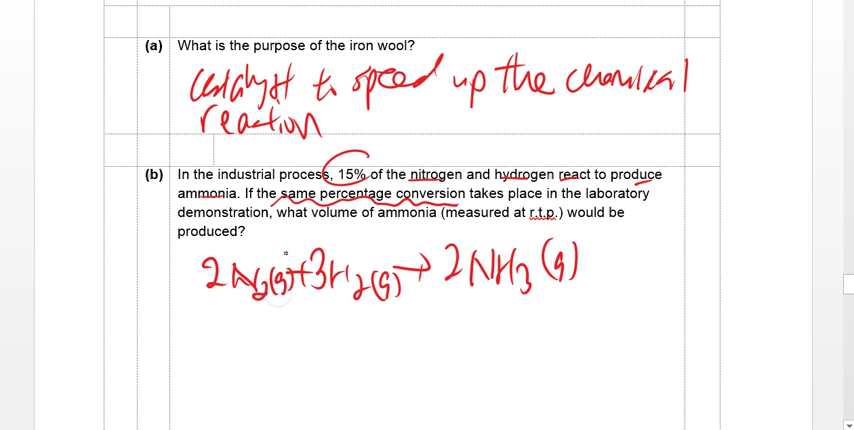 (a) What is the purpose of the iron wool?
catalyst to speed up the chemical
reaction
(b) In the industrial process, 15% of the nitrogen and hydrogen react to produce
ammonia. If the same percentage conversion takes place in the laboratory
demonstration, what volume of ammonia (measured at r.t.p.) would be
produced?
2N₂(g)+3H₂(g)→2NH₃(g)